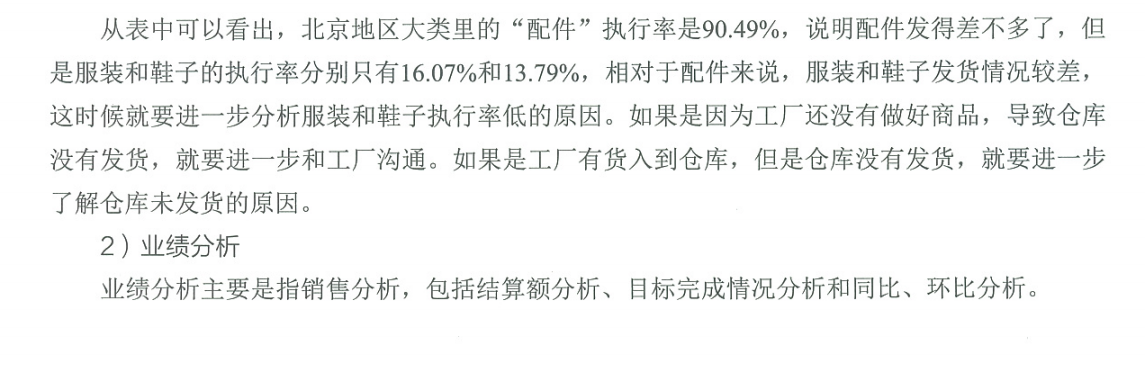 从表中可以看出，北京地区大类里的“配件”执行率是90.49%，说明配件发得差不多了，但
是服装和鞋子的执行率分别只有16.07%和13.79%，相对于配件来说，服装和鞋子发货情况较差，
这时候就要进一步分析服装和鞋子执行率低的原因。如果是因为工厂还没有做好商品，导致仓库
没有发货，就要进一步和工厂沟通。如果是工厂有货入到仓库，但是仓库没有发货，就要进一步
了解仓库未发货的原因。
2）业绩分析
业绩分析主要是指销售分析，包括结算额分析、目标完成情况分析和同比、环比分析。